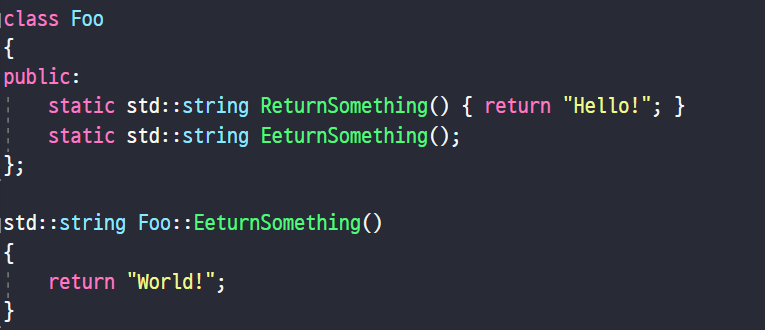 class Foo
{
public:
    static std::string ReturnSomething() { return "Hello!"; }
    static std::string EeturnSomething();
};

std::string Foo::EeturnSomething()
{
    return "World!";
}